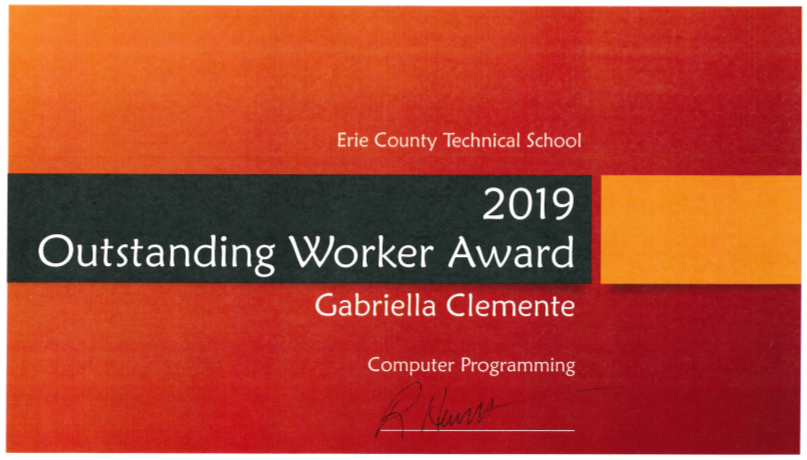 Erie County Technical School
2019
Outstanding Worker Award
Gabriella Clemente
Computer Programming